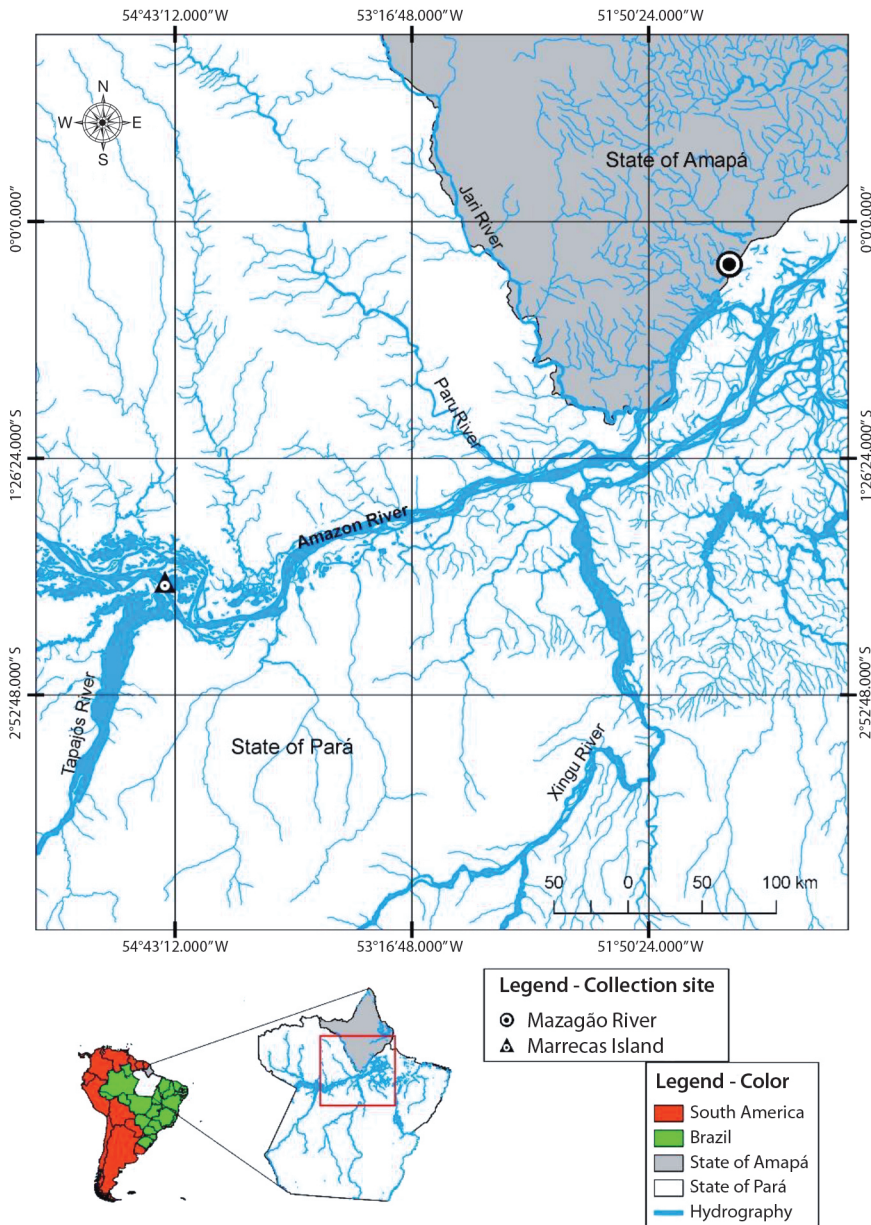 54°43′12.000″W
53°16′48.000″W
51°50′24.000″W
N
W
E
S
State of Amapá
Jari River
0°0′0.000″
0°0′0.000″
Paru River
1°26′24.000″ S
1°26′24.000″ S
Amazon River
2°52′48.000″ S
2°52′48.000″ S
Tapajós River
State of Pará
Xingu River
50 0 50 100 km
54°43′12.000″W
53°16′48.000″W
51°50′24.000″W
Legend - Collection site
Mazagão River
Marrecas Island
Legend - Color
South America
Brazil
State of Amapá
State of Pará
Hydrography